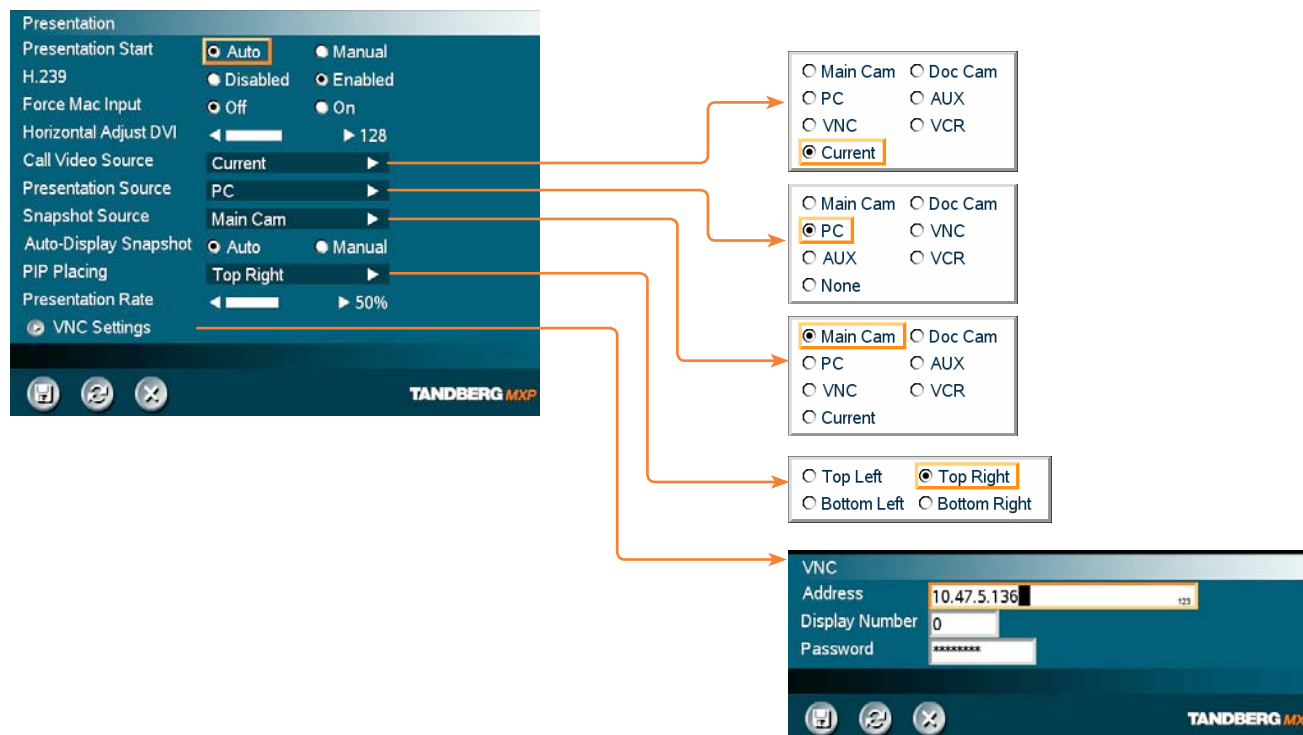 Presentation
Presentation Start Auto Manual
H.239 Disabled Enabled
Force Mac Input Off On
Horizontal Adjust DVI 128
Call Video Source Current
Presentation Source PC
Snapshot Source Main Cam
Auto-Display Snapshot Auto Manual
PIP Placing Top Right
Presentation Rate 50%
VNC Settings
TANDBERG MXP
Main Cam Doc Cam
PC AUX
VNC VCR
Current
Main Cam Doc Cam
PC VNC
AUX VCR
None
Main Cam Doc Cam
PC AUX
VNC VCR
Current
Top Left Top Right
Bottom Left Bottom Right
VNC
Address 10.47.5.136 123
Display Number 0
Password ********
TANDBERG MX